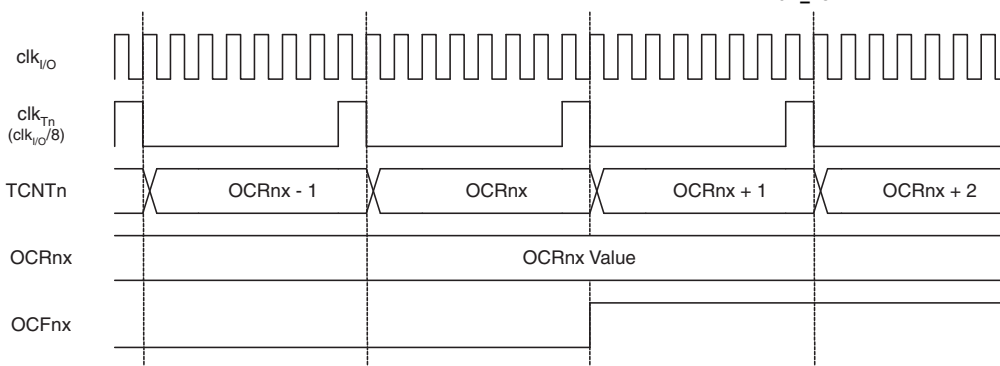 clkI/O
clkTn
(clkI/O/8)
TCNTn OCRnx - 1 OCRnx OCRnx + 1 OCRnx + 2
OCRnx OCRnx Value
OCFnx